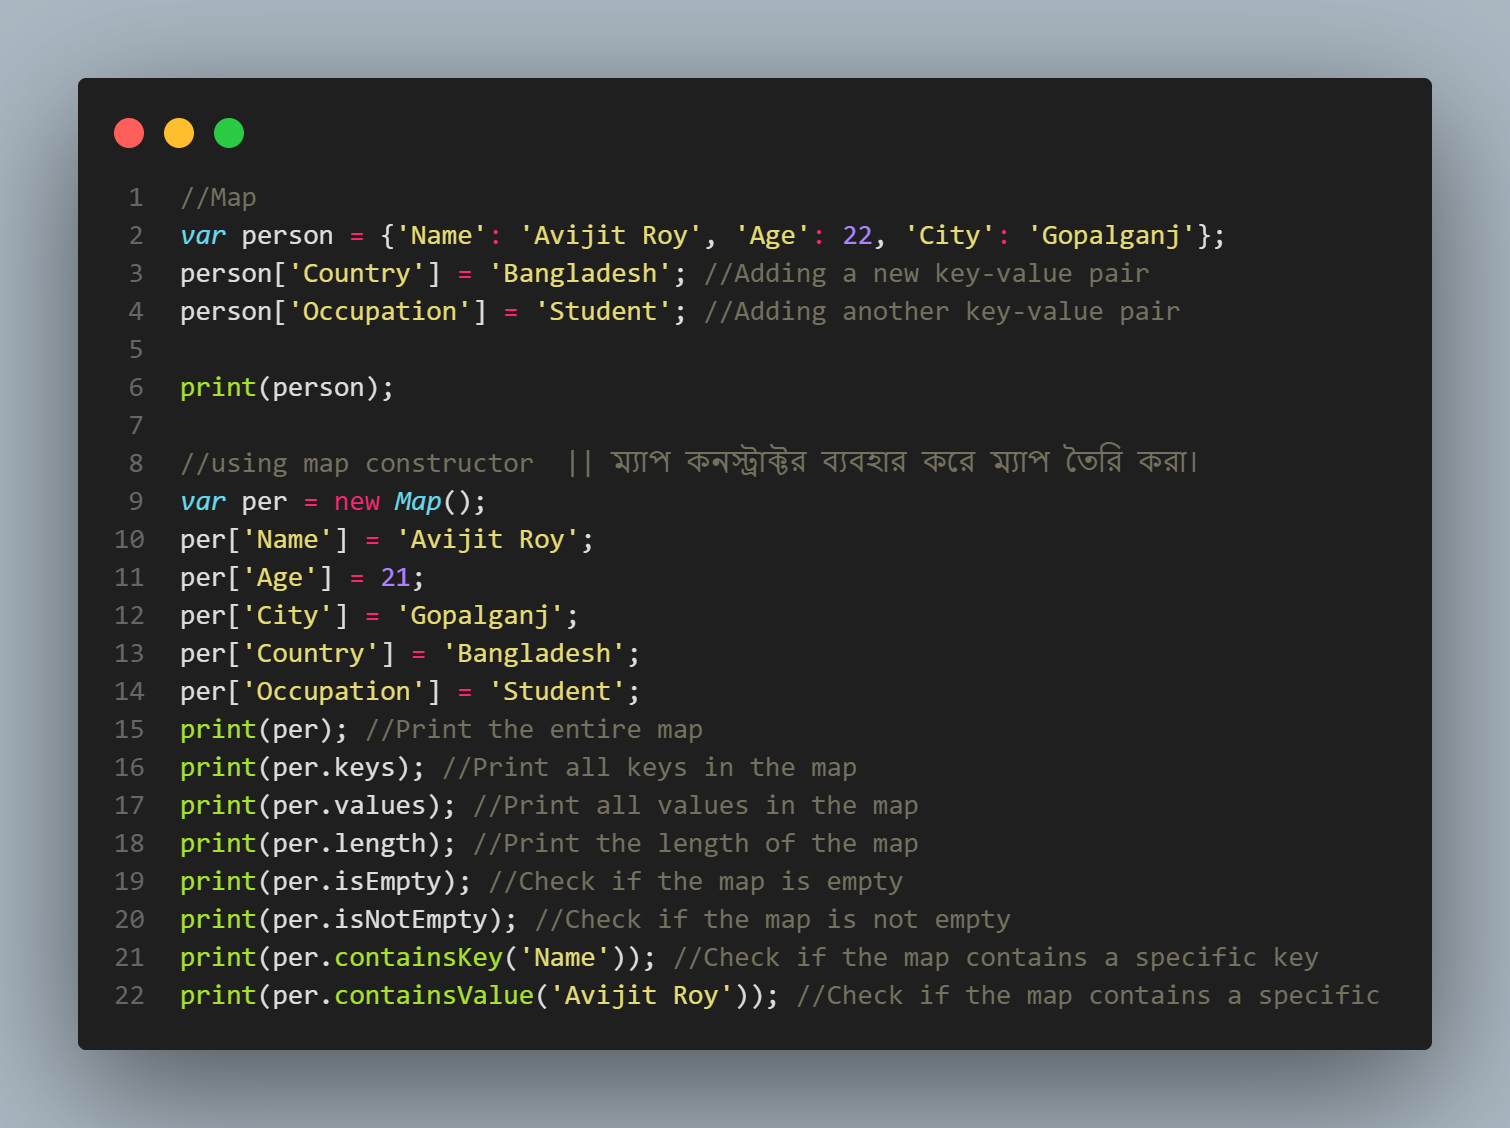 1 //Map
2 var person = {'Name': 'Avijit Roy', 'Age': 22, 'City': 'Gopalganj'};
3 person['Country'] = 'Bangladesh'; //Adding a new key-value pair
4 person['Occupation'] = 'Student'; //Adding another key-value pair
5
6 print(person);
7
8 //using map constructor  || ম্যাপ কনস্ট্রাক্টর ব্যবহার করে ম্যাপ তৈরি করা।
9 var per = new Map();
10 per['Name'] = 'Avijit Roy';
11 per['Age'] = 21;
12 per['City'] = 'Gopalganj';
13 per['Country'] = 'Bangladesh';
14 per['Occupation'] = 'Student';
15 print(per); //Print the entire map
16 print(per.keys); //Print all keys in the map
17 print(per.values); //Print all values in the map
18 print(per.length); //Print the length of the map
19 print(per.isEmpty); //Check if the map is empty
20 print(per.isNotEmpty); //Check if the map is not empty
21 print(per.containsKey('Name')); //Check if the map contains a specific key
22 print(per.containsValue('Avijit Roy')); //Check if the map contains a specific